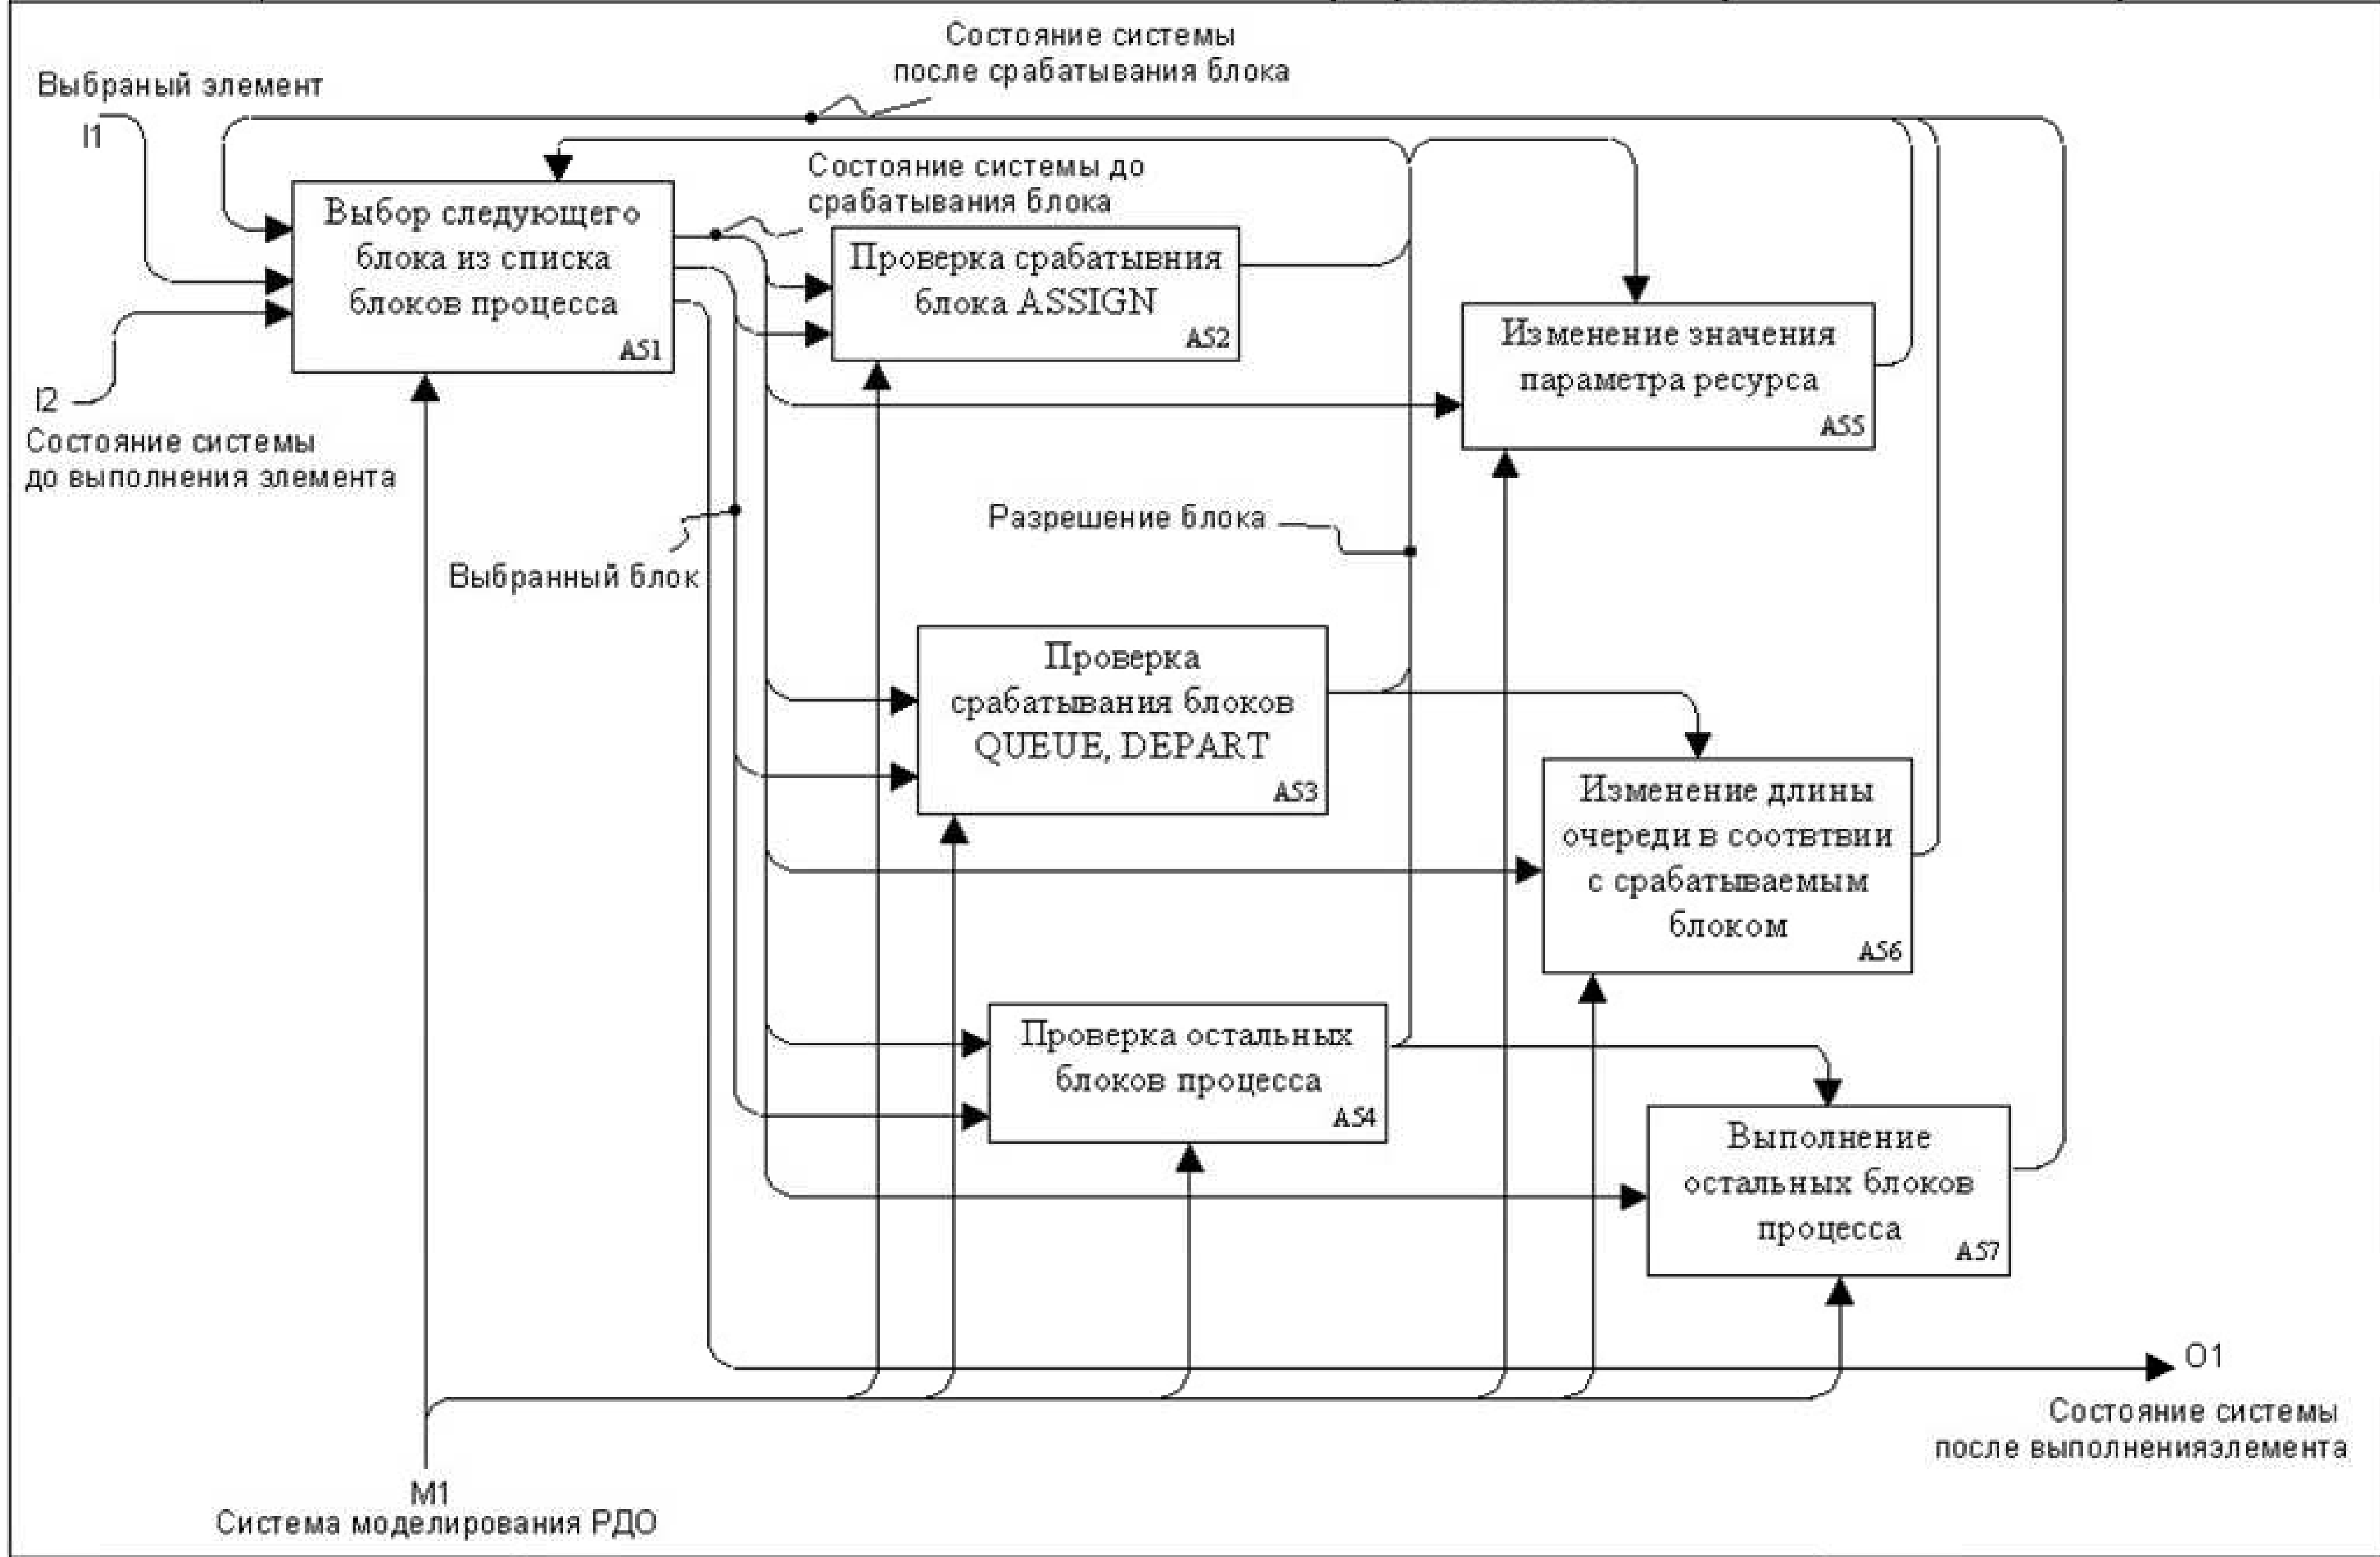 Состояние системы
после срабатывания блока
Выбраный элемент
I1
Состояние системы до
срабатывания блока
Выбор следующего
блока из списка
блоков процесса
A51
Проверка срабатывния
блока ASSIGN
A52
Изменение значения
параметра ресурса
A55
I2
Состояние системы
до выполнения элемента
Разрешение блока
Выбранный блок
Проверка
срабатывания блоков
QUEUE, DEPART
A53
Изменение длины
очереди в соотвтвии
с срабатываемым
блоком
A56
Проверка остальных
блоков процесса
A54
Выполнение
остальных блоков
процесса
A57
O1
Состояние системы
после выполненияэлемента
M1
Система моделирования РДО